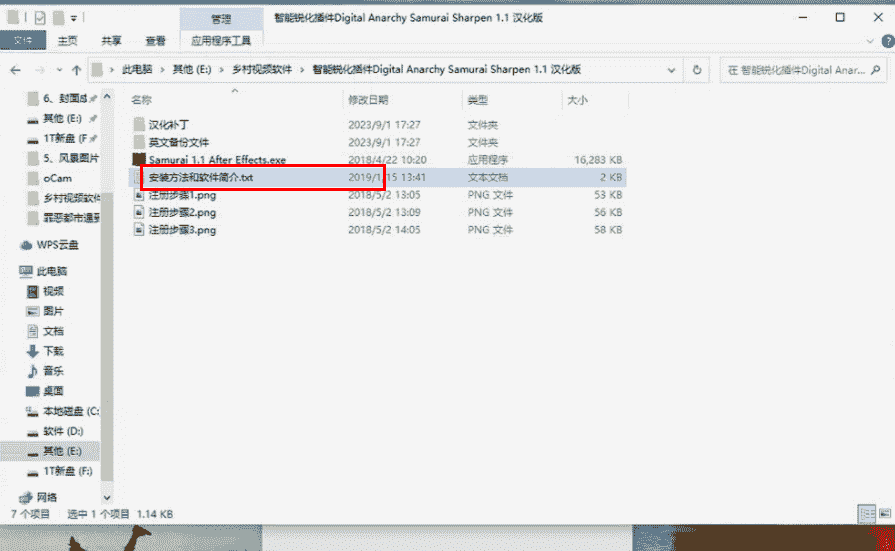 管理
智能锐化插件Digital Anarchy Samurai Sharpen 1.1 汉化版
文件
主页
共享
查看
应用程序工具
此电脑 › 其他 (E:) › 乡村视频软件 › 智能锐化插件Digital Anarchy Samurai Sharpen 1.1 汉化版
在 智能锐化插件Digital Anar...
名称 修改日期 类型 大小
汉化补丁 2023/9/1 17:27 文件夹
英文备份文件 2023/9/1 17:27 文件夹
Samurai 1.1 After Effects.exe 2018/4/22 10:20 应用程序 16,283 KB
安装方法和软件简介.txt 2019/1/15 13:41 文本文档 2 KB
注册步骤1.png 2018/5/2 13:05 PNG 文件 53 KB
注册步骤2.png 2018/5/2 13:09 PNG 文件 56 KB
注册步骤3.png 2018/5/2 14:05 PNG 文件 58 KB
6、封面成
其他 (E:)
1T新盘 (F
5、风景图片
oCam
乡村视频软件
罪恶都市遇
WPS云盘
此电脑
视频
图片
文档
下载
音乐
桌面
本地磁盘 (C:
软件 (D:)
其他 (E:)
1T新盘 (F:)
网络
7 个项目 选中 1 个项目 1.14 KB